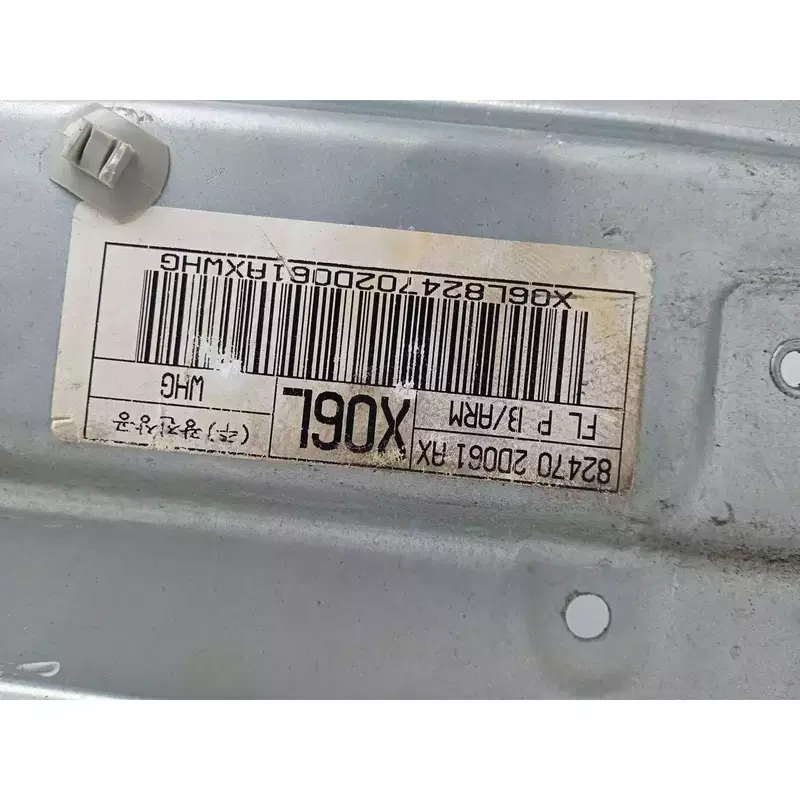 82470 2D061 AX
FL P B/ARM
X06L
(주)광진상공
WHG
X06L824702D061AXWHG